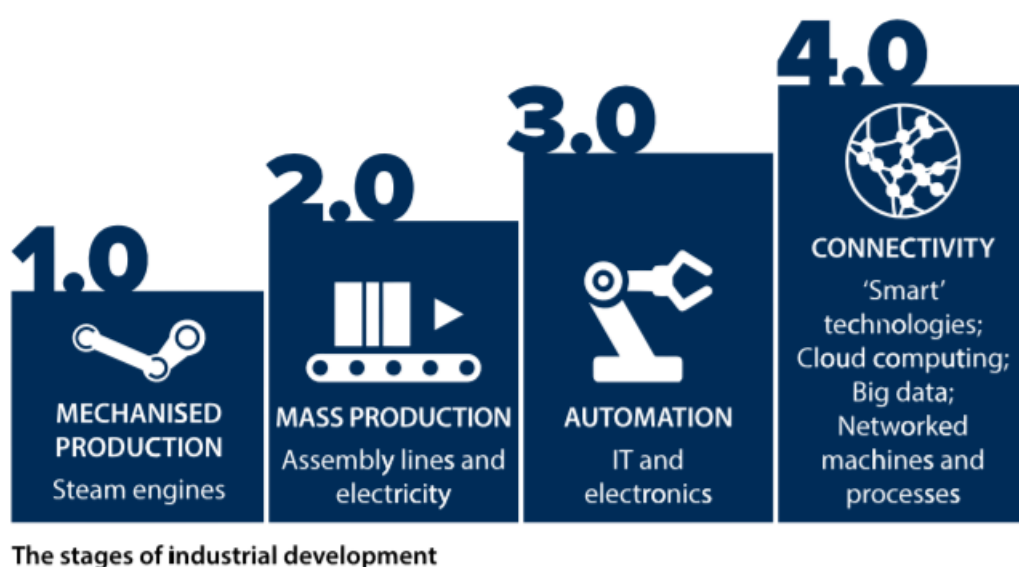 1.0
MECHANISED
PRODUCTION
Steam engines
2.0
MASS PRODUCTION
Assembly lines and
electricity
3.0
AUTOMATION
IT and
electronics
4.0
CONNECTIVITY
‘Smart’
technologies;
Cloud computing;
Big data;
Networked
machines and
processes
The stages of industrial development